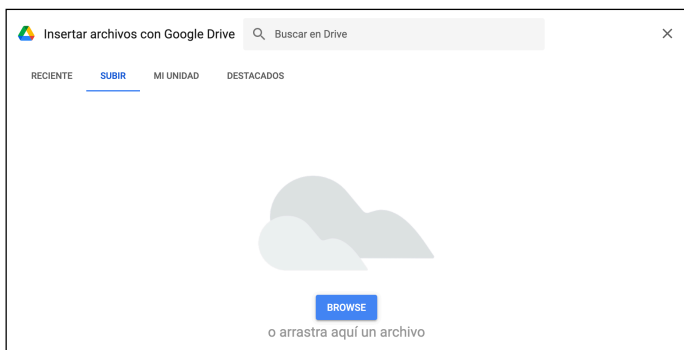 Insertar archivos con Google Drive Buscar en Drive
RECIENTE SUBIR MI UNIDAD DESTACADOS
BROWSE
o arrastra aquí un archivo